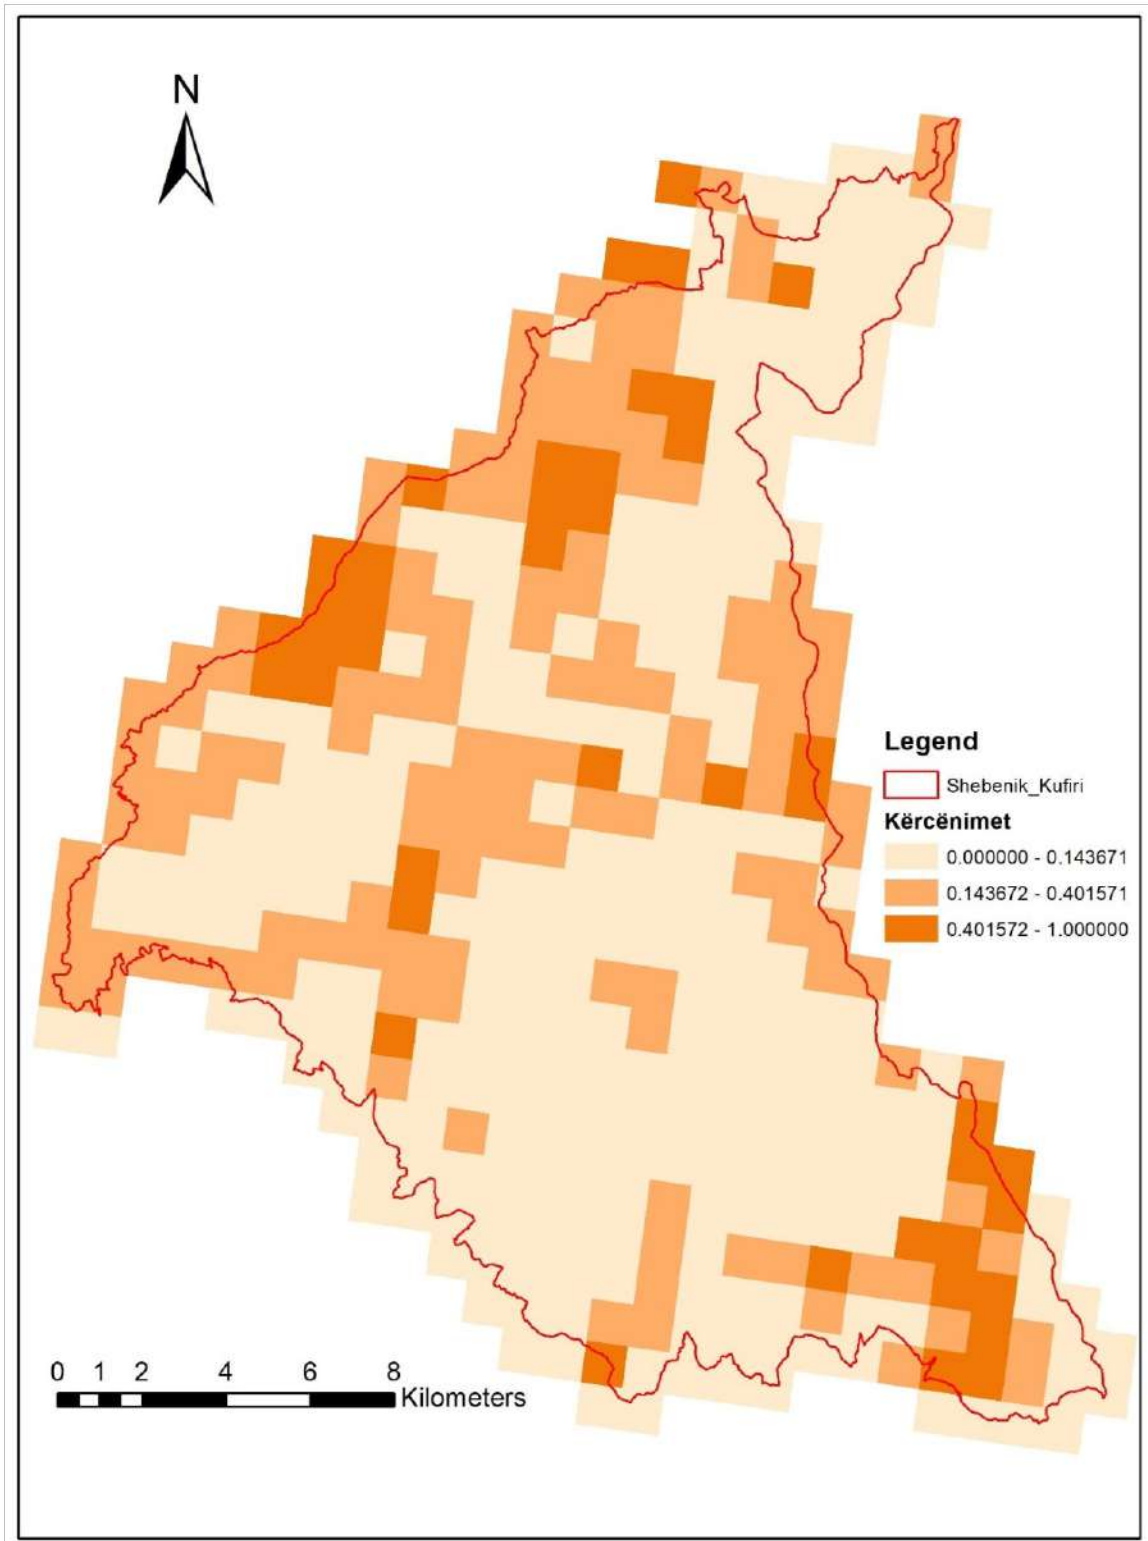 N
Legend
Shebenik_Kufiri
Kërcënimet
0.000000 - 0.143671
0.143672 - 0.401571
0.401572 - 1.000000
0 1 2 4 6 8
Kilometers